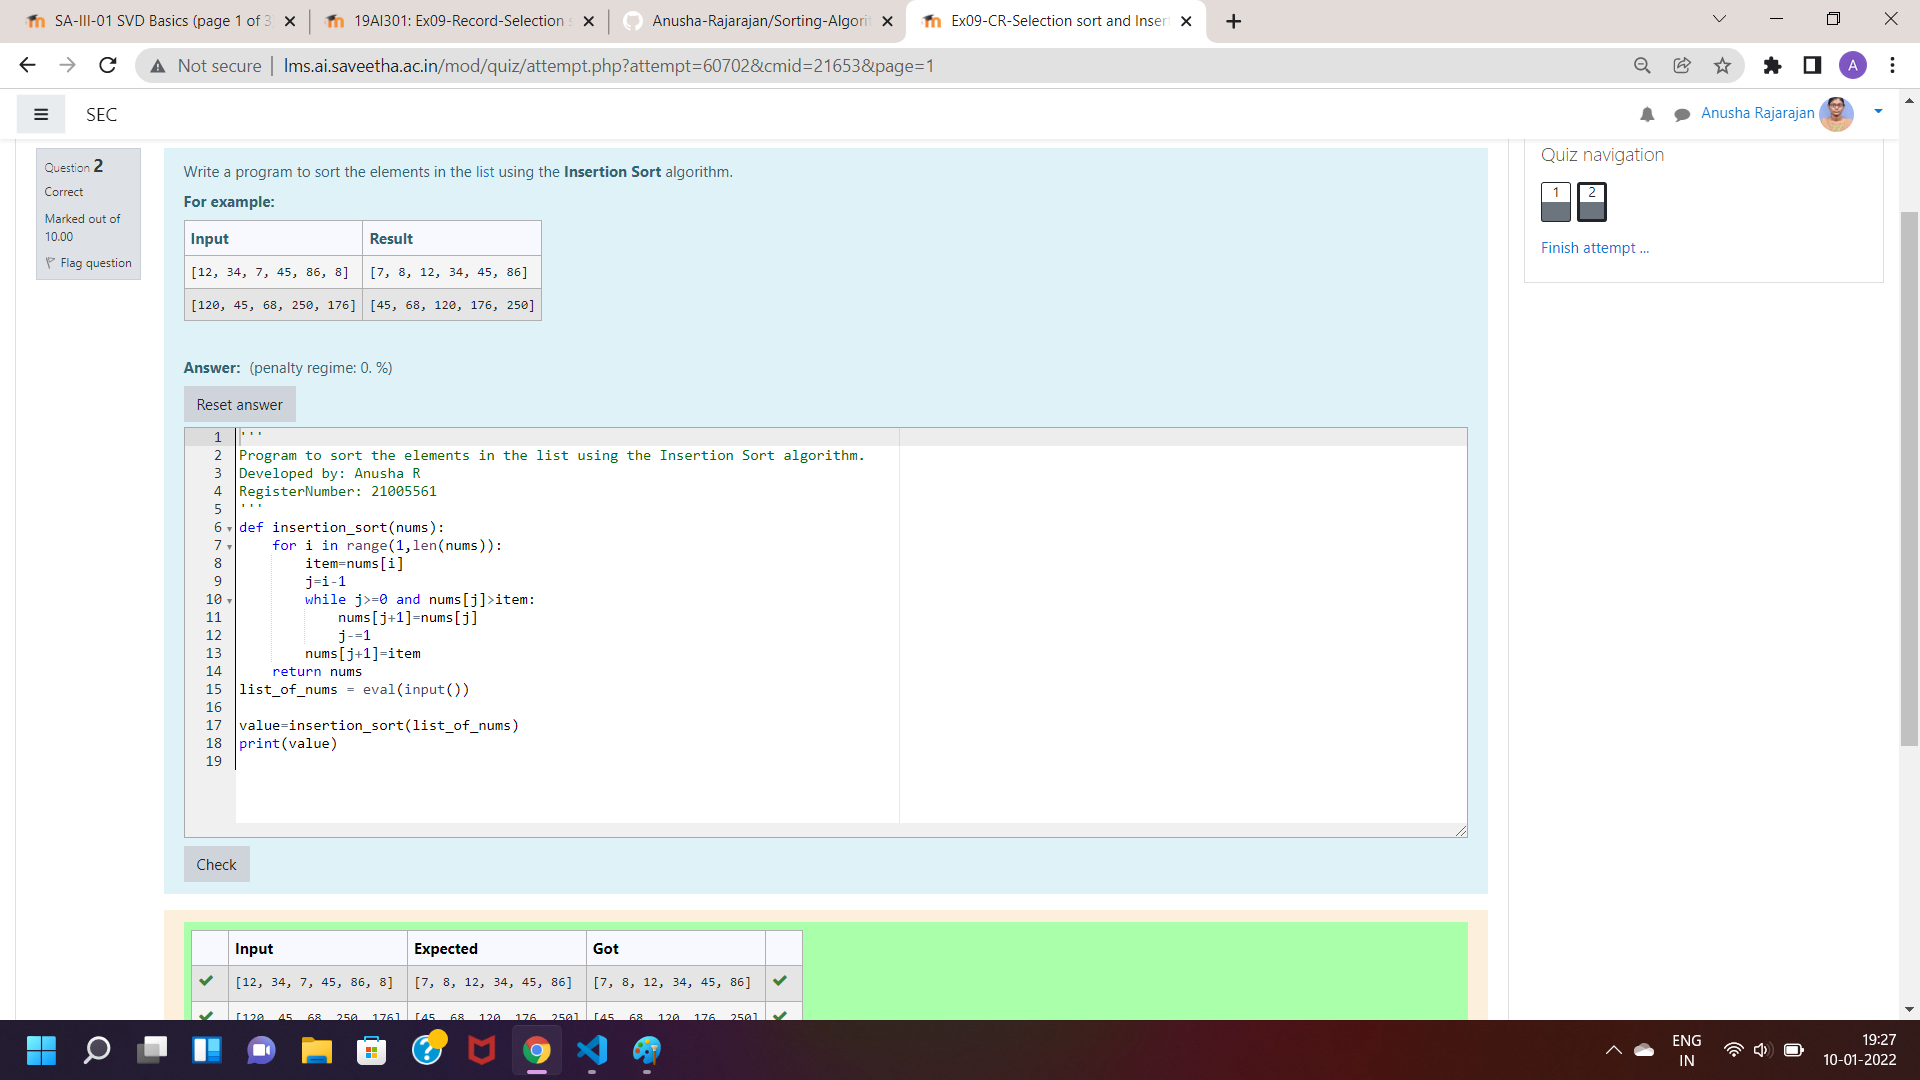 SA-III-01 SVD Basics (page 1 of 3
19AI301: Ex09-Record-Selection s
Anusha-Rajarajan/Sorting-Algorit
Ex09-CR-Selection sort and Insert
Not secure
lms.ai.saveetha.ac.in/mod/quiz/attempt.php?attempt=60702&cmid=21653&page=1
A
SEC
Anusha Rajarajan
Question 2
Correct
Marked out of
10.00
Flag question
Write a program to sort the elements in the list using the Insertion Sort algorithm.
For example:
Input Result
[12, 34, 7, 45, 86, 8] [7, 8, 12, 34, 45, 86]
[120, 45, 68, 250, 176] [45, 68, 120, 176, 250]
Answer: (penalty regime: 0. %)
Reset answer
1 '''
2 Program to sort the elements in the list using the Insertion Sort algorithm.
3 Developed by: Anusha R
4 RegisterNumber: 21005561
5 '''
6 def insertion_sort(nums):
7 for i in range(1,len(nums)):
8 item=nums[i]
9 j=i-1
10 while j>=0 and nums[j]>item:
11 nums[j+1]=nums[j]
12 j-=1
13 nums[j+1]=item
14 return nums
15 list_of_nums = eval(input())
16
17 value=insertion_sort(list_of_nums)
18 print(value)
19
Check
Input Expected Got
[12, 34, 7, 45, 86, 8] [7, 8, 12, 34, 45, 86] [7, 8, 12, 34, 45, 86]
[120, 45, 68, 250, 176] [45, 68, 120, 176, 250] [45, 68, 120, 176, 250]
Quiz navigation
1 2
Finish attempt ...
ENG
IN
19:27
10-01-2022